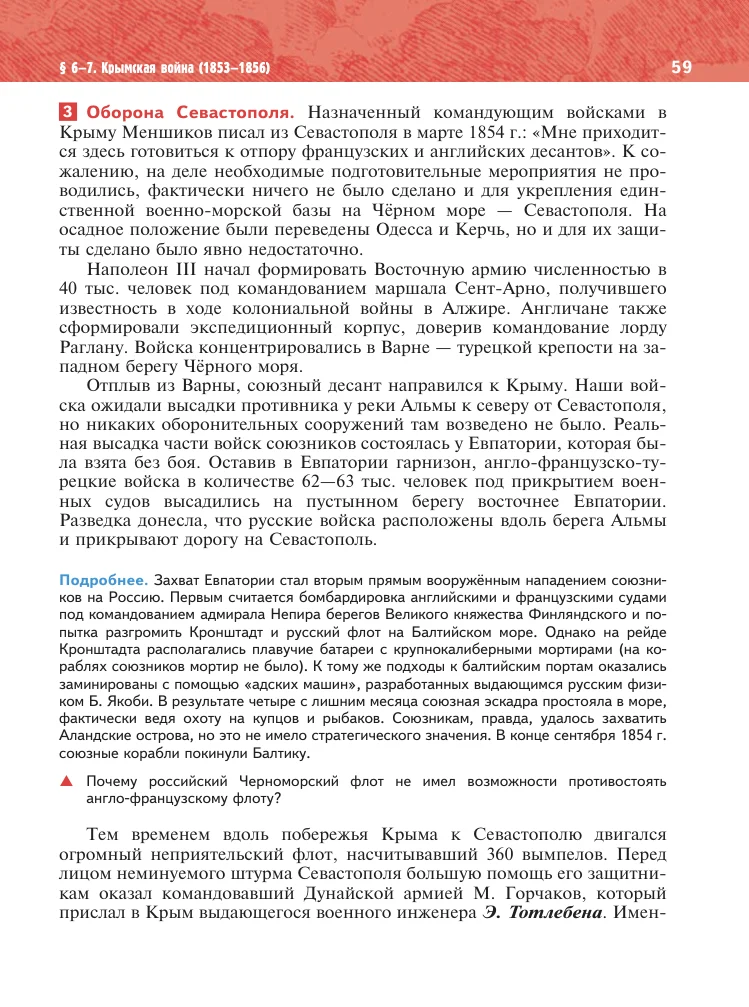 § 6–7. Крымская война (1853–1856)
59
3 Оборона Севастополя. Назначенный командующим войсками в
Крыму Меншиков писал из Севастополя в марте 1854 г.: «Мне приходит-
ся здесь готовиться к отпору французских и английских десантов». К со-
жалению, на деле необходимые подготовительные мероприятия не про-
водились, фактически ничего не было сделано и для укрепления един-
ственной военно-морской базы на Чёрном море — Севастополя. На
осадное положение были переведены Одесса и Керчь, но и для их защи-
ты сделано было явно недостаточно.
Наполеон III начал формировать Восточную армию численностью в
40 тыс. человек под командованием маршала Сент-Арно, получившего
известность в ходе колониальной войны в Алжире. Англичане также
сформировали экспедиционный корпус, доверив командование лорду
Раглану. Войска концентрировались в Варне — турецкой крепости на за-
падном берегу Чёрного моря.
Отплыв из Варны, союзный десант направился к Крыму. Наши вой-
ска ожидали высадки противника у реки Альмы к северу от Севастополя,
но никаких оборонительных сооружений там возведено не было. Реаль-
ная высадка части войск союзников состоялась у Евпатории, которая бы-
ла взята без боя. Оставив в Евпатории гарнизон, англо-французско-ту-
рецкие войска в количестве 62—63 тыс. человек под прикрытием воен-
ных судов высадились на пустынном берегу восточнее Евпатории.
Разведка донесла, что русские войска расположены вдоль берега Альмы
и прикрывают дорогу на Севастополь.
Подробнее. Захват Евпатории стал вторым прямым вооружённым нападением союзни-
ков на Россию. Первым считается бомбардировка английскими и французскими судами
под командованием адмирала Непира берегов Великого княжества Финляндского и по-
пытка разгромить Кронштадт и русский флот на Балтийском море. Однако на рейде
Кронштадта располагались плавучие батареи с крупнокалиберными мортирами (на ко-
раблях союзников мортир не было). К тому же подходы к балтийским портам оказались
заминированы с помощью «адских машин», разработанных выдающимся русским физи-
ком Б. Якоби. В результате четыре с лишним месяца союзная эскадра простояла в море,
фактически ведя охоту на купцов и рыбаков. Союзникам, правда, удалось захватить
Аландские острова, но это не имело стратегического значения. В конце сентября 1854 г.
союзные корабли покинули Балтику.
▲ Почему российский Черноморский флот не имел возможности противостоять
англо-французскому флоту?
Тем временем вдоль побережья Крыма к Севастополю двигался
огромный неприятельский флот, насчитывавший 360 вымпелов. Перед
лицом неминуемого штурма Севастополя большую помощь его защитни-
кам оказал командовавший Дунайской армией М. Горчаков, который
прислал в Крым выдающегося военного инженера Э. Тотлебена. Имен-